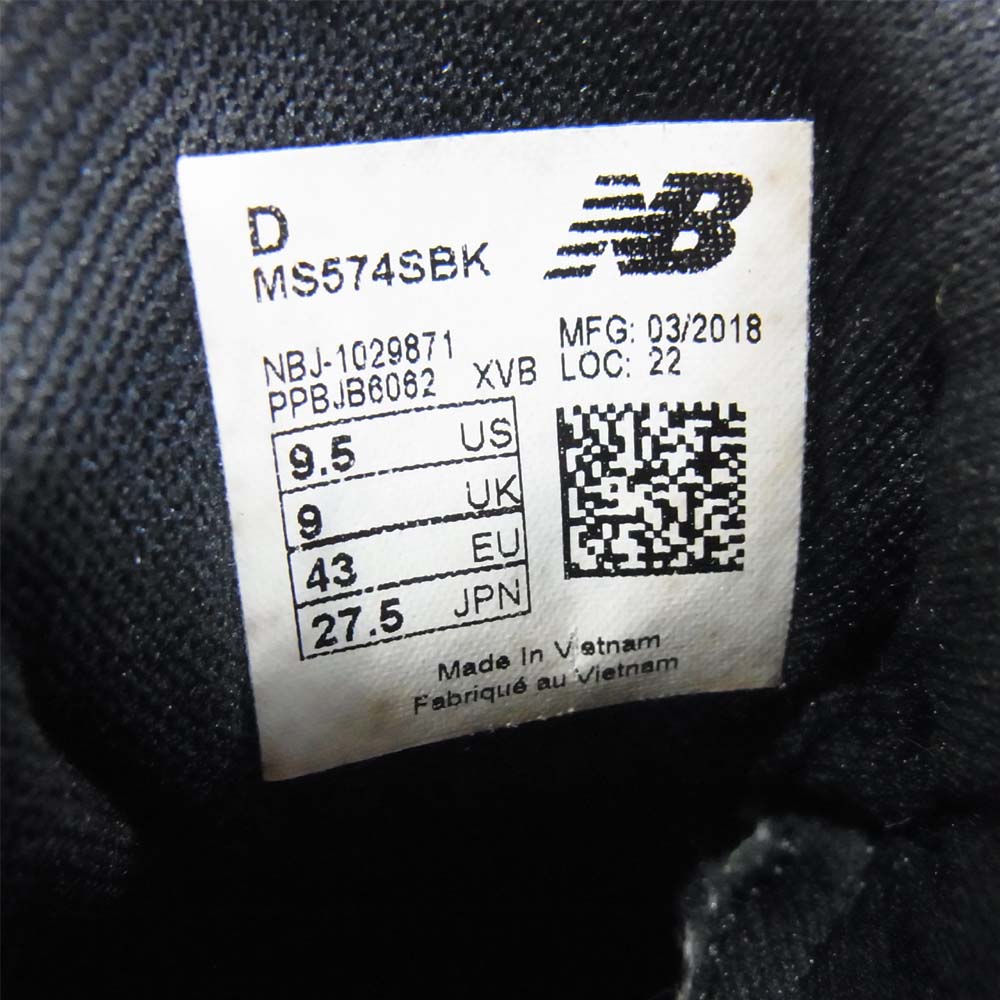 D
MS574SBK
NB
NBJ-1029871
PPBJB6062 XVB
MFG: 03/2018
LOC: 22
9.5 US
9 UK
43 EU
27.5 JPN
Made In Vietnam
Fabriqué au Vietnam